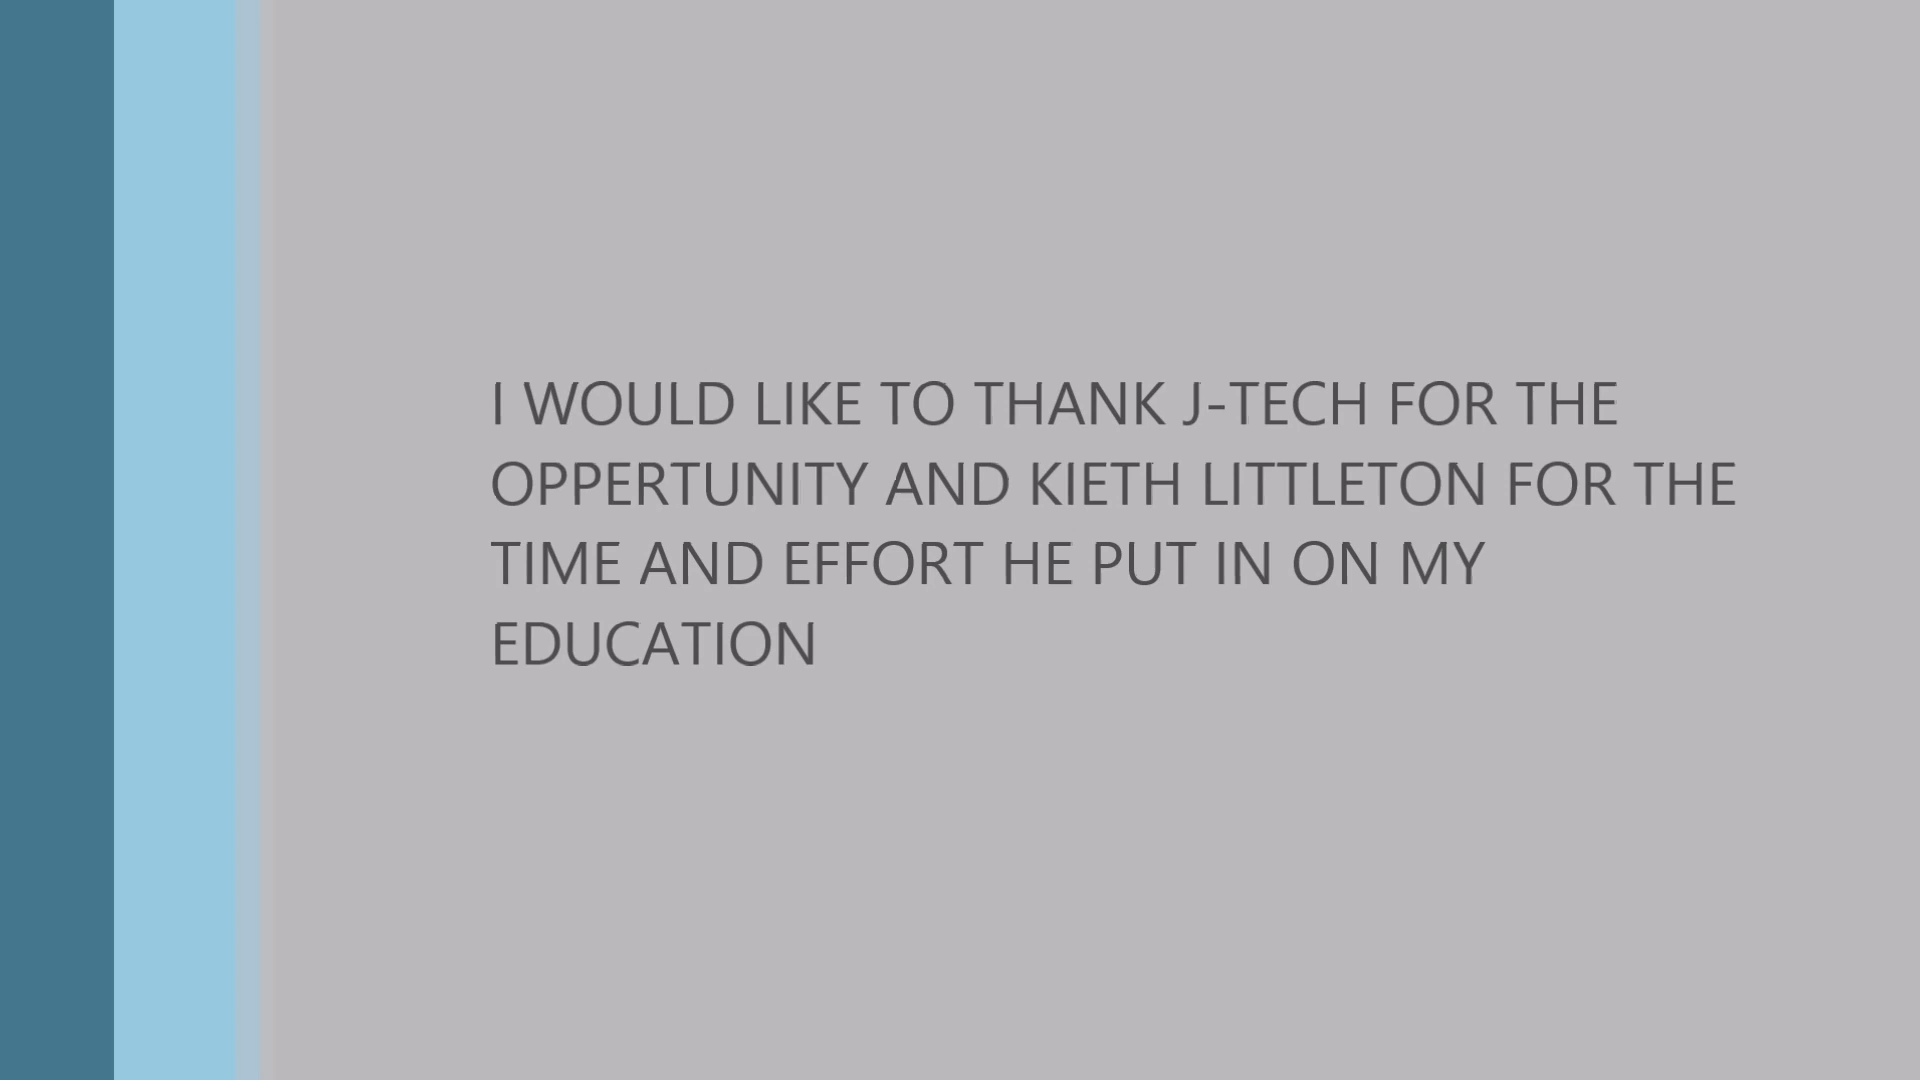 I WOULD LIKE TO THANK J-TECH FOR THE
OPPERTUNITY AND KIETH LITTLETON FOR THE
TIME AND EFFORT HE PUT IN ON MY
EDUCATION